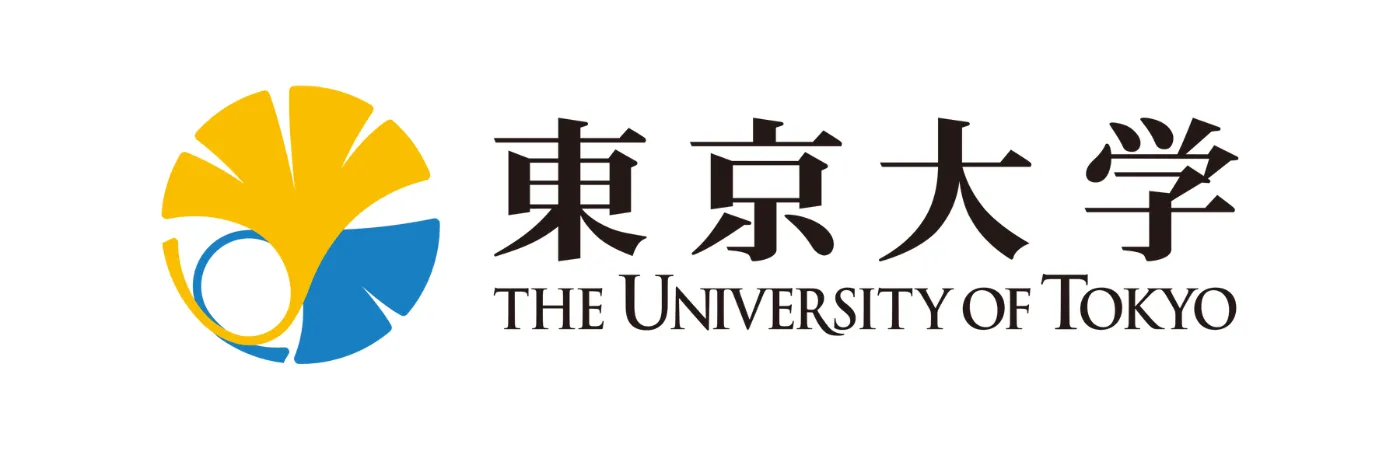 東京大学
THE UNIVERSITY OF TOKYO